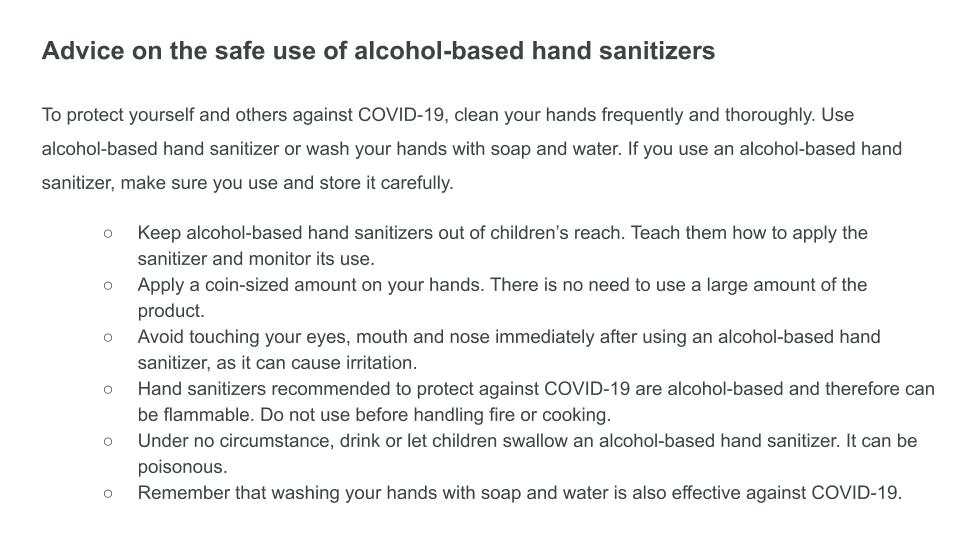 Advice on the safe use of alcohol-based hand sanitizers
To protect yourself and others against COVID-19, clean your hands frequently and thoroughly. Use
alcohol-based hand sanitizer or wash your hands with soap and water. If you use an alcohol-based hand
sanitizer, make sure you use and store it carefully.
○ Keep alcohol-based hand sanitizers out of children’s reach. Teach them how to apply the
sanitizer and monitor its use.
○ Apply a coin-sized amount on your hands. There is no need to use a large amount of the
product.
○ Avoid touching your eyes, mouth and nose immediately after using an alcohol-based hand
sanitizer, as it can cause irritation.
○ Hand sanitizers recommended to protect against COVID-19 are alcohol-based and therefore can
be flammable. Do not use before handling fire or cooking.
○ Under no circumstance, drink or let children swallow an alcohol-based hand sanitizer. It can be
poisonous.
○ Remember that washing your hands with soap and water is also effective against COVID-19.